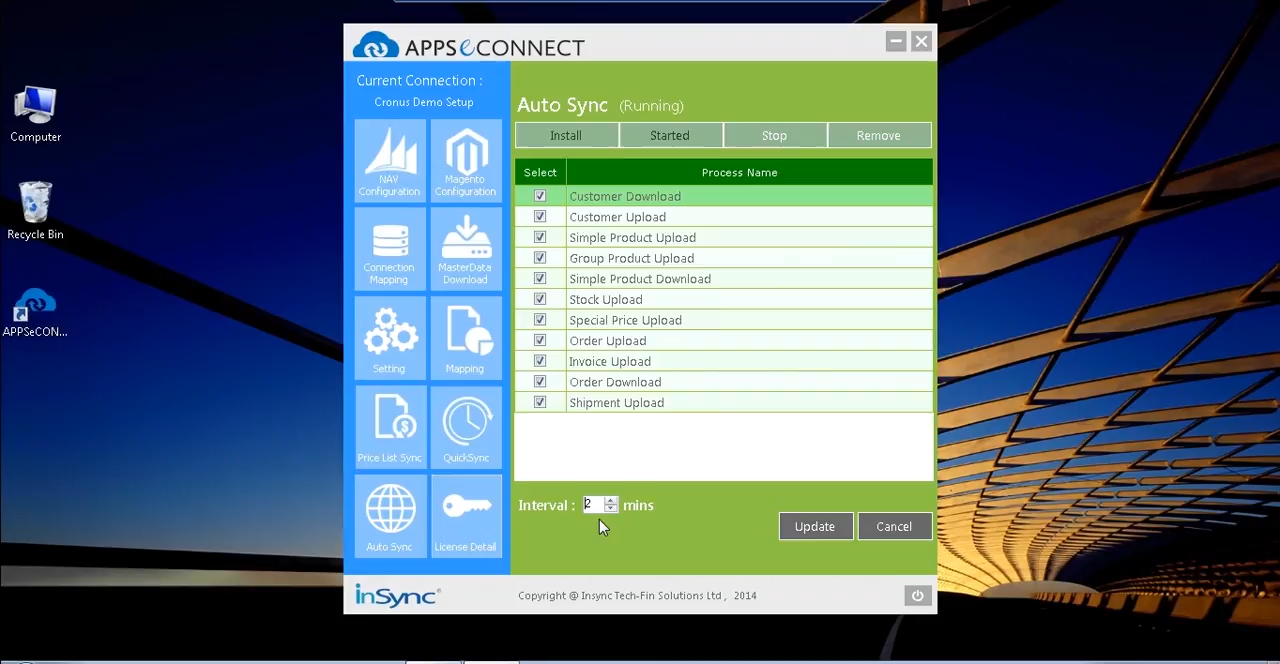 Computer
Recycle Bin
APPSeCON...
APPSeCONNECT
Current Connection :
Cronus Demo Setup
NAV
Configuration
Magento
Configuration
Connection
Mapping
MasterData
Download
Setting
Mapping
Price List Sync
QuickSync
Auto Sync
License Detail
Auto Sync (Running)
Install Started Stop Remove
Select Process Name
Customer Download
Customer Upload
Simple Product Upload
Group Product Upload
Simple Product Download
Stock Upload
Special Price Upload
Order Upload
Invoice Upload
Order Download
Shipment Upload
Interval : 2 mins
Update Cancel
inSync
Copyright @ Insync Tech-Fin Solutions Ltd , 2014